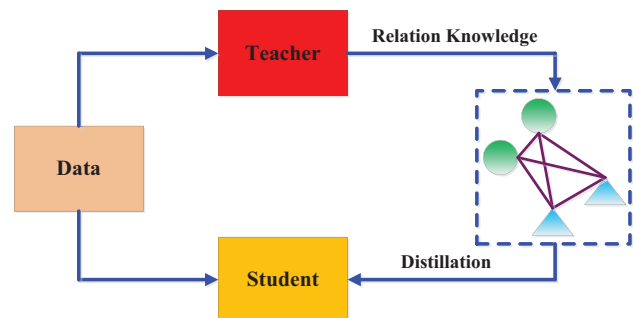 Teacher
Relation Knowledge
Data
Student
Distillation